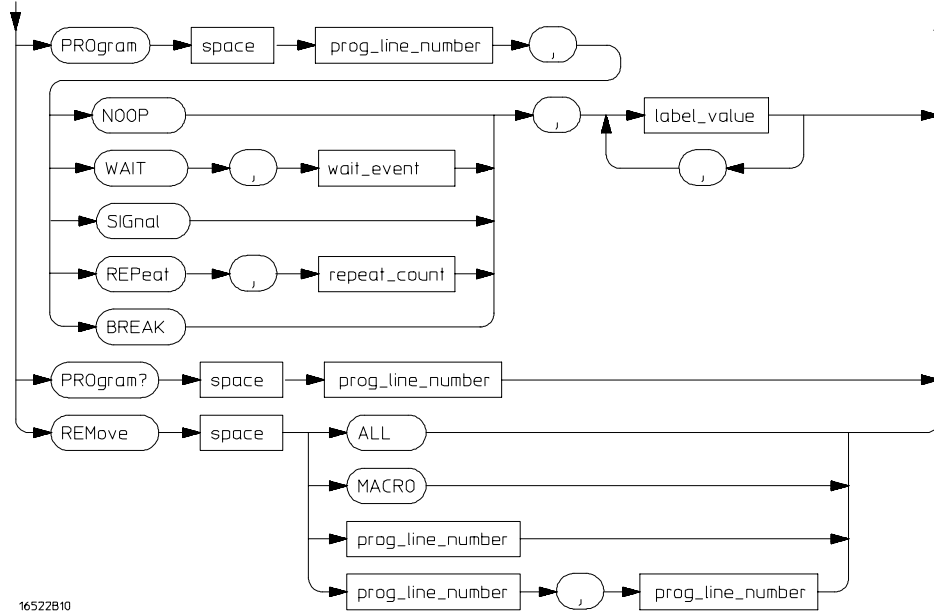 PROgram space prog_line_number ,
NOOP , label_value
WAIT , wait_event ,
SIGnal
REPeat , repeat_count
BREAK
PROgram? space prog_line_number
REMove space ALL
MACRO
prog_line_number
prog_line_number , prog_line_number
16522B10